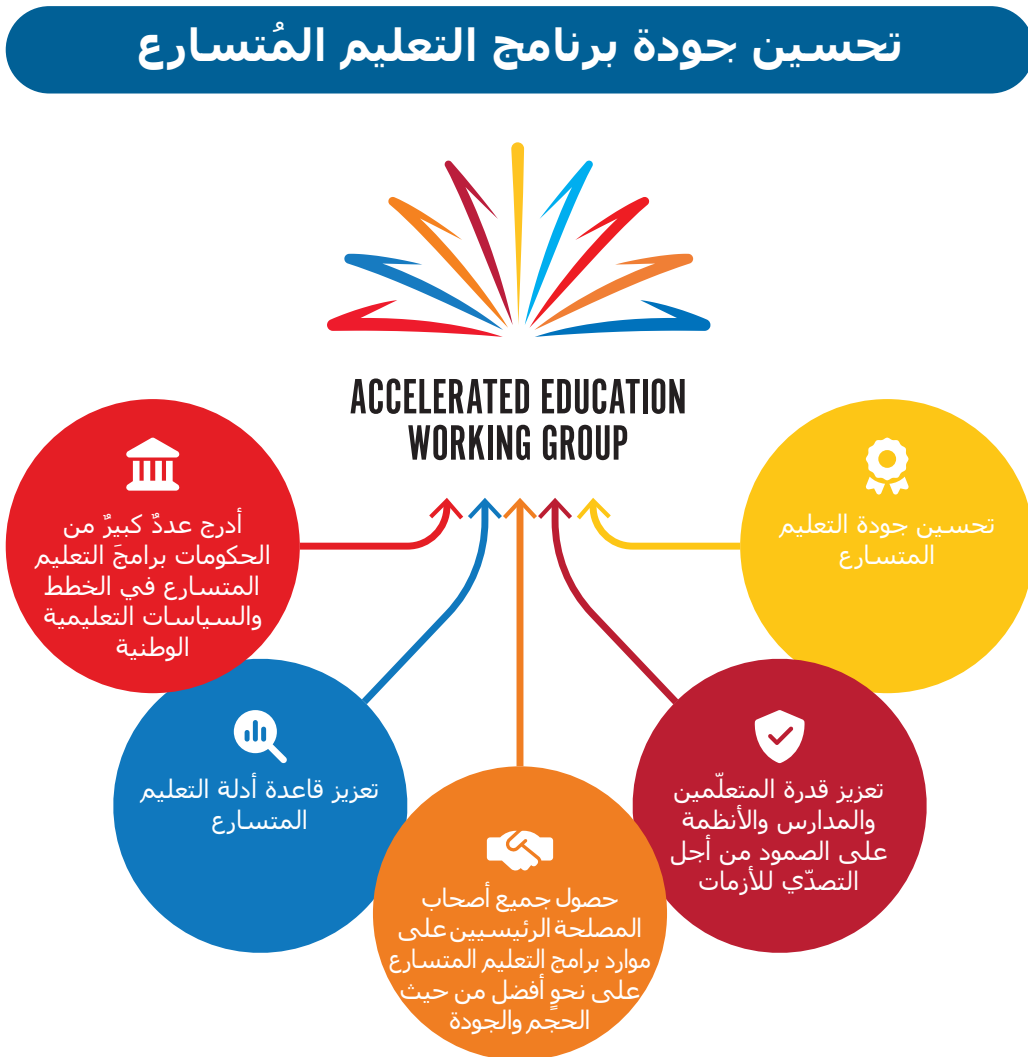 تحسين جودة برنامج التعليم المُتسارع
ACCELERATED EDUCATION
WORKING GROUP
تحسين جودة التعليم
المتسارع
أدرج عددٌ كبيرٌ من
الحكومات برامجَ التعليم
المتسارع في الخطط
والسياسات التعليمية
الوطنية
تعزيز قدرة المتعلّمين
والمدارس والأنظمة
على الصمود من أجل
التصدّي للأزمات
تعزيز قاعدة أدلة التعليم
المتسارع
حصول جميع أصحاب
المصلحة الرئيسيين على
موارد برامج التعليم المتسارع
على نحوٍ أفضل من حيث
الحجم والجودة